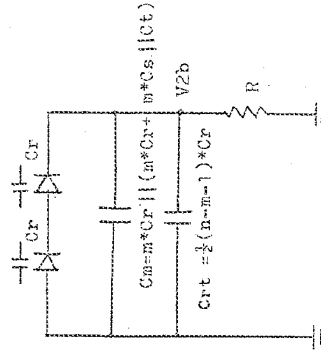 Cr
Cr
Cm=m*Cr||(m*Cr+ m*Cs||Ct)
V2b
Crt =½(n-m-1)*Cr
R